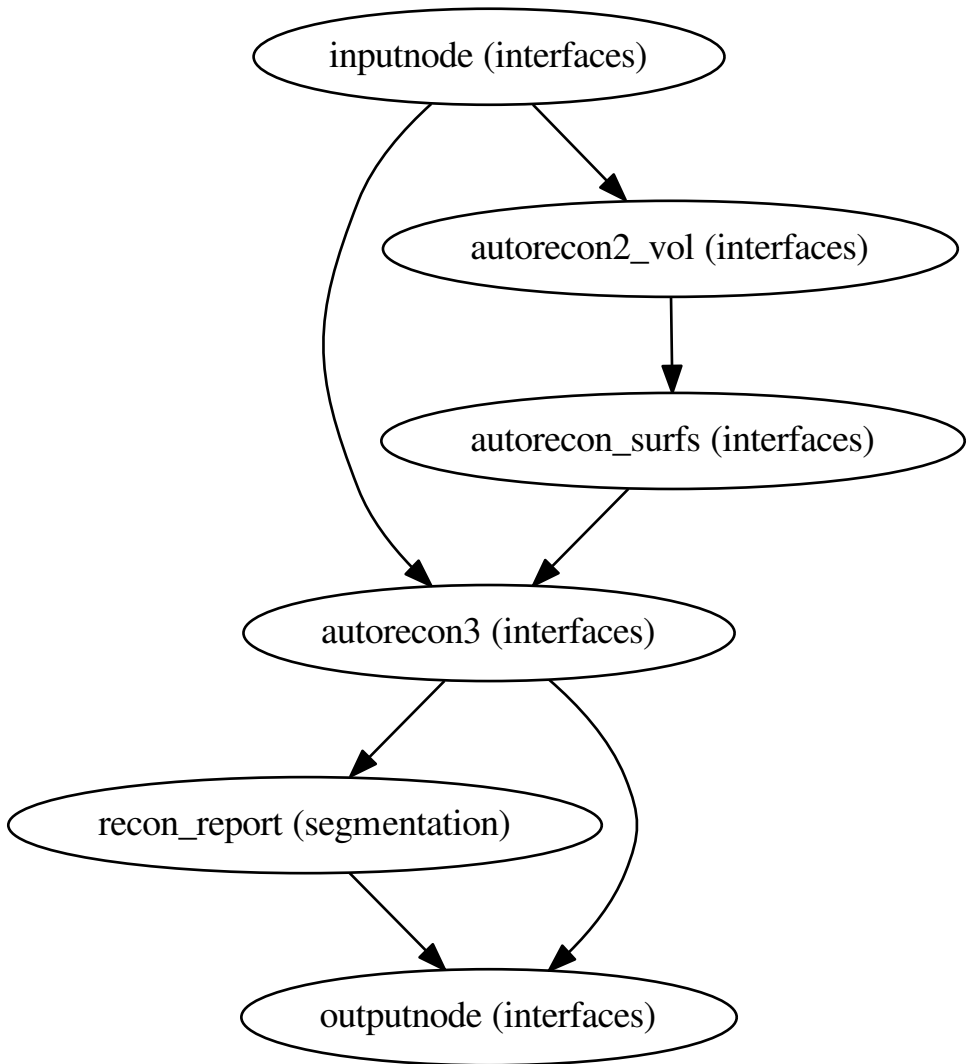 inputnode (interfaces)
autorecon2_vol (interfaces)
autorecon_surfs (interfaces)
autorecon3 (interfaces)
recon_report (segmentation)
outputnode (interfaces)